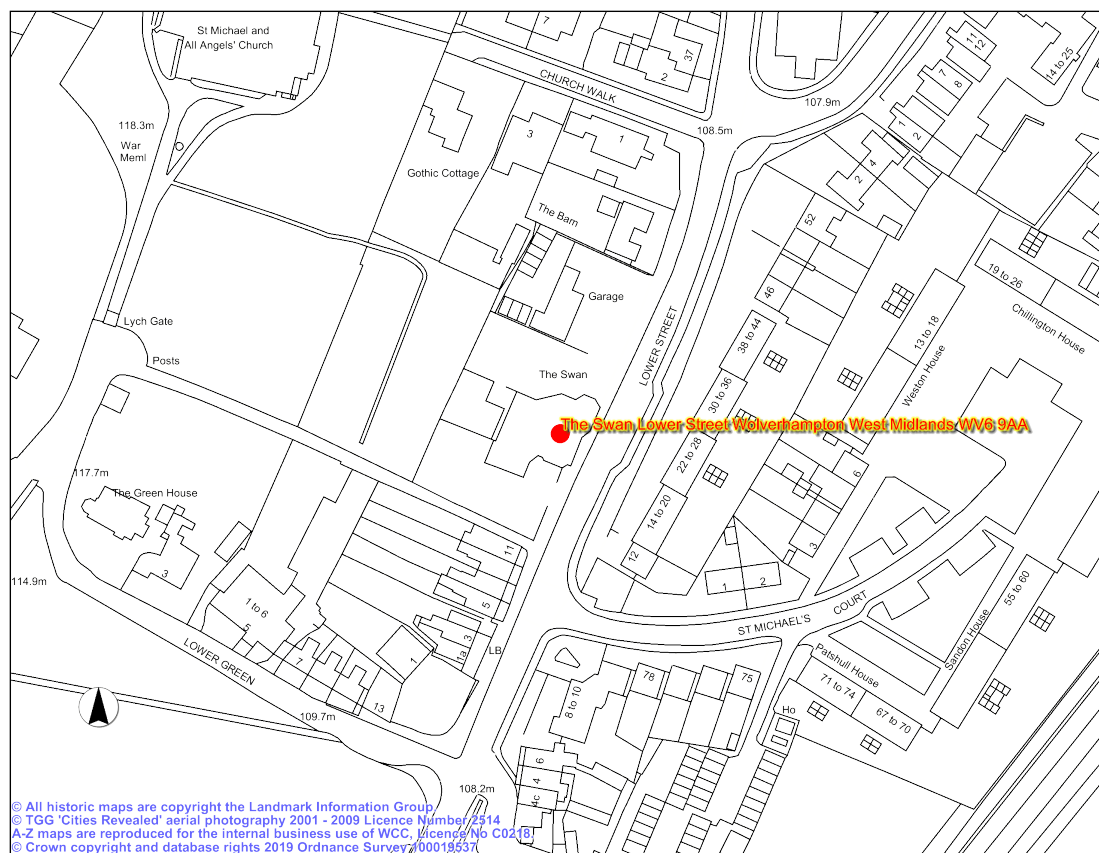 St Michael and
All Angels' Church
7
37
2
CHURCH WALK
11
12
14 to 25
7
8
107.9m
108.5m
118.3m
War
Meml
1
2
3
1
Gothic Cottage
2
4
The Barn
52
19 to 26
46
Garage
Chillington House
Lych Gate
LOWER STREET
38 to 44
13 to 18
Posts
Weston House
The Swan
30 to 36
The Swan Lower Street Wolverhampton West Midlands WV6 9AA
22 to 28
6
117.7m
The Green House
14 to 20
11
3
12
3
114.9m
1
2
55 to 60
1 to 6
5
5
ST MICHAEL'S COURT
3
1a
LB
1
7
LOWER GREEN
Sandon House
Patshull House
78
75
71 to 74
8 to 10
13
67 to 70
109.7m
Ho
6
4
4c
108.2m
© All historic maps are copyright the Landmark Information Group.
© TGG 'Cities Revealed' aerial photography 2001 - 2009 Licence Number 2514
A-Z maps are reproduced for the internal business use of WCC, Licence No C0218.
© Crown copyright and database rights 2019 Ordnance Survey 100019537